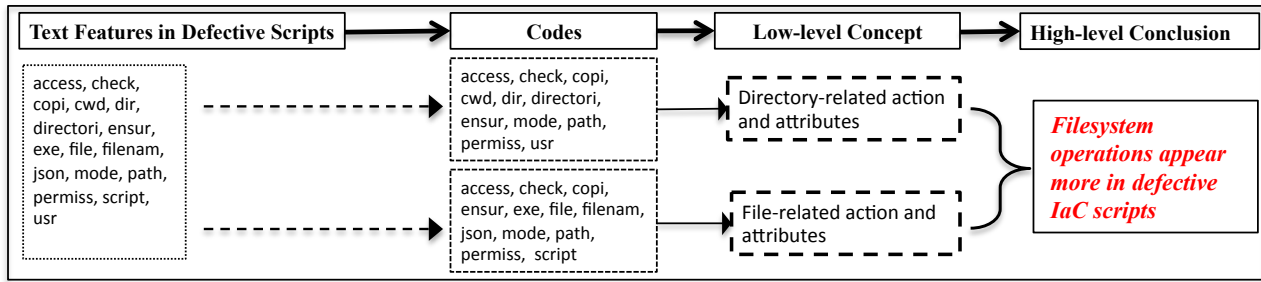 Text Features in Defective Scripts
Codes
Low-level Concept
High-level Conclusion
access, check,
copi, cwd, dir,
directori, ensur,
exe, file, filenam,
json, mode, path,
permiss, script,
usr
access, check, copi,
cwd, dir, directori,
ensur, mode, path,
permiss, usr
access, check, copi,
ensur, exe, file, filenam,
json, mode, path,
permiss, script
Directory-related action
and attributes
File-related action and
attributes
Filesystem
operations appear
more in defective
IaC scripts